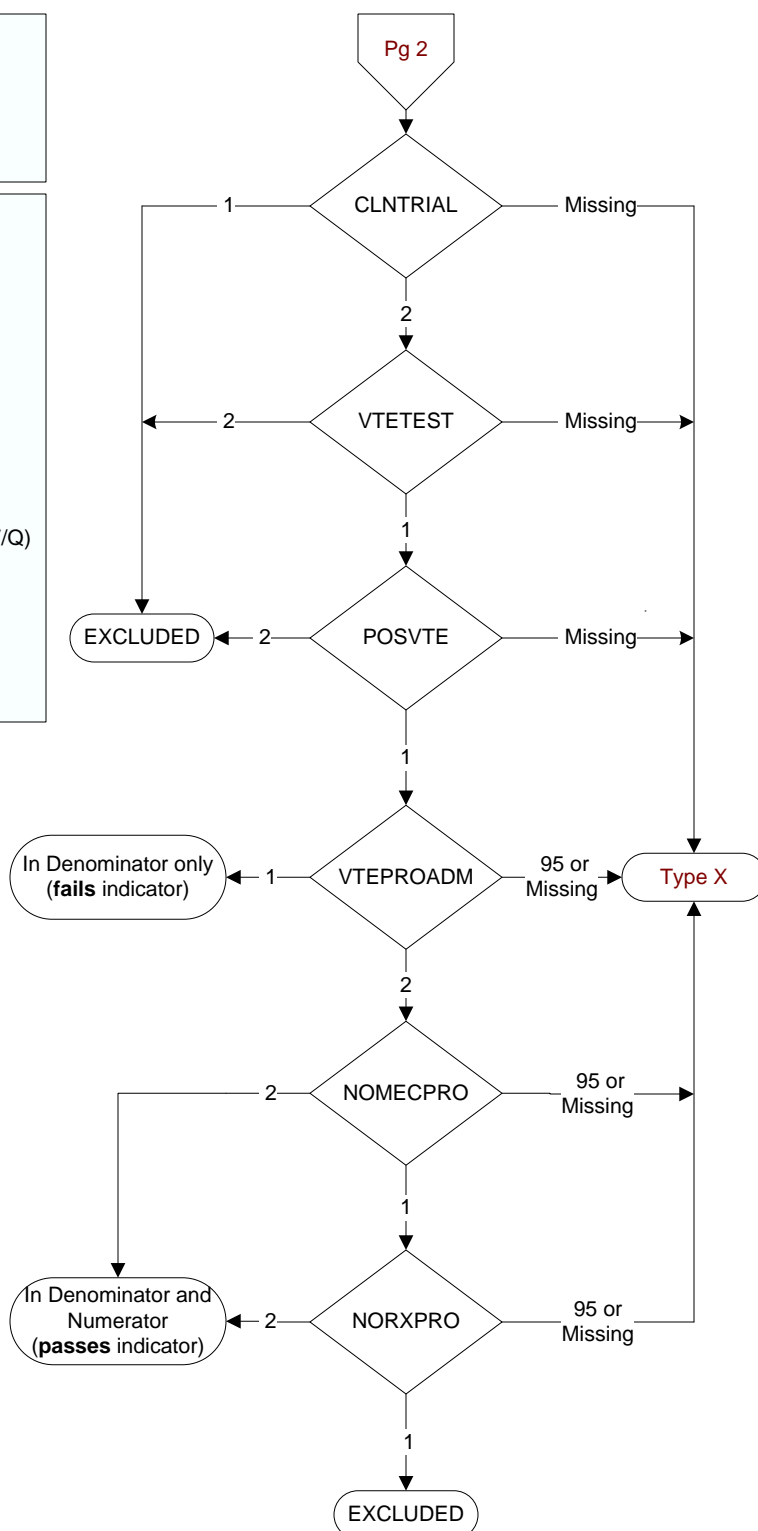 Pg 2
CLNTRIAL
1
Missing
2
VTETEST
2
Missing
1
/Q)
POSVTE
EXCLUDED
2
Missing
1
VTEPROADM
In Denominator only
(fails indicator)
1
95 or
Missing
Type X
2
NOMECPRO
2
95 or
Missing
1
NORXPRO
In Denominator and
Numerator
(passes indicator)
2
95 or
Missing
1
EXCLUDED